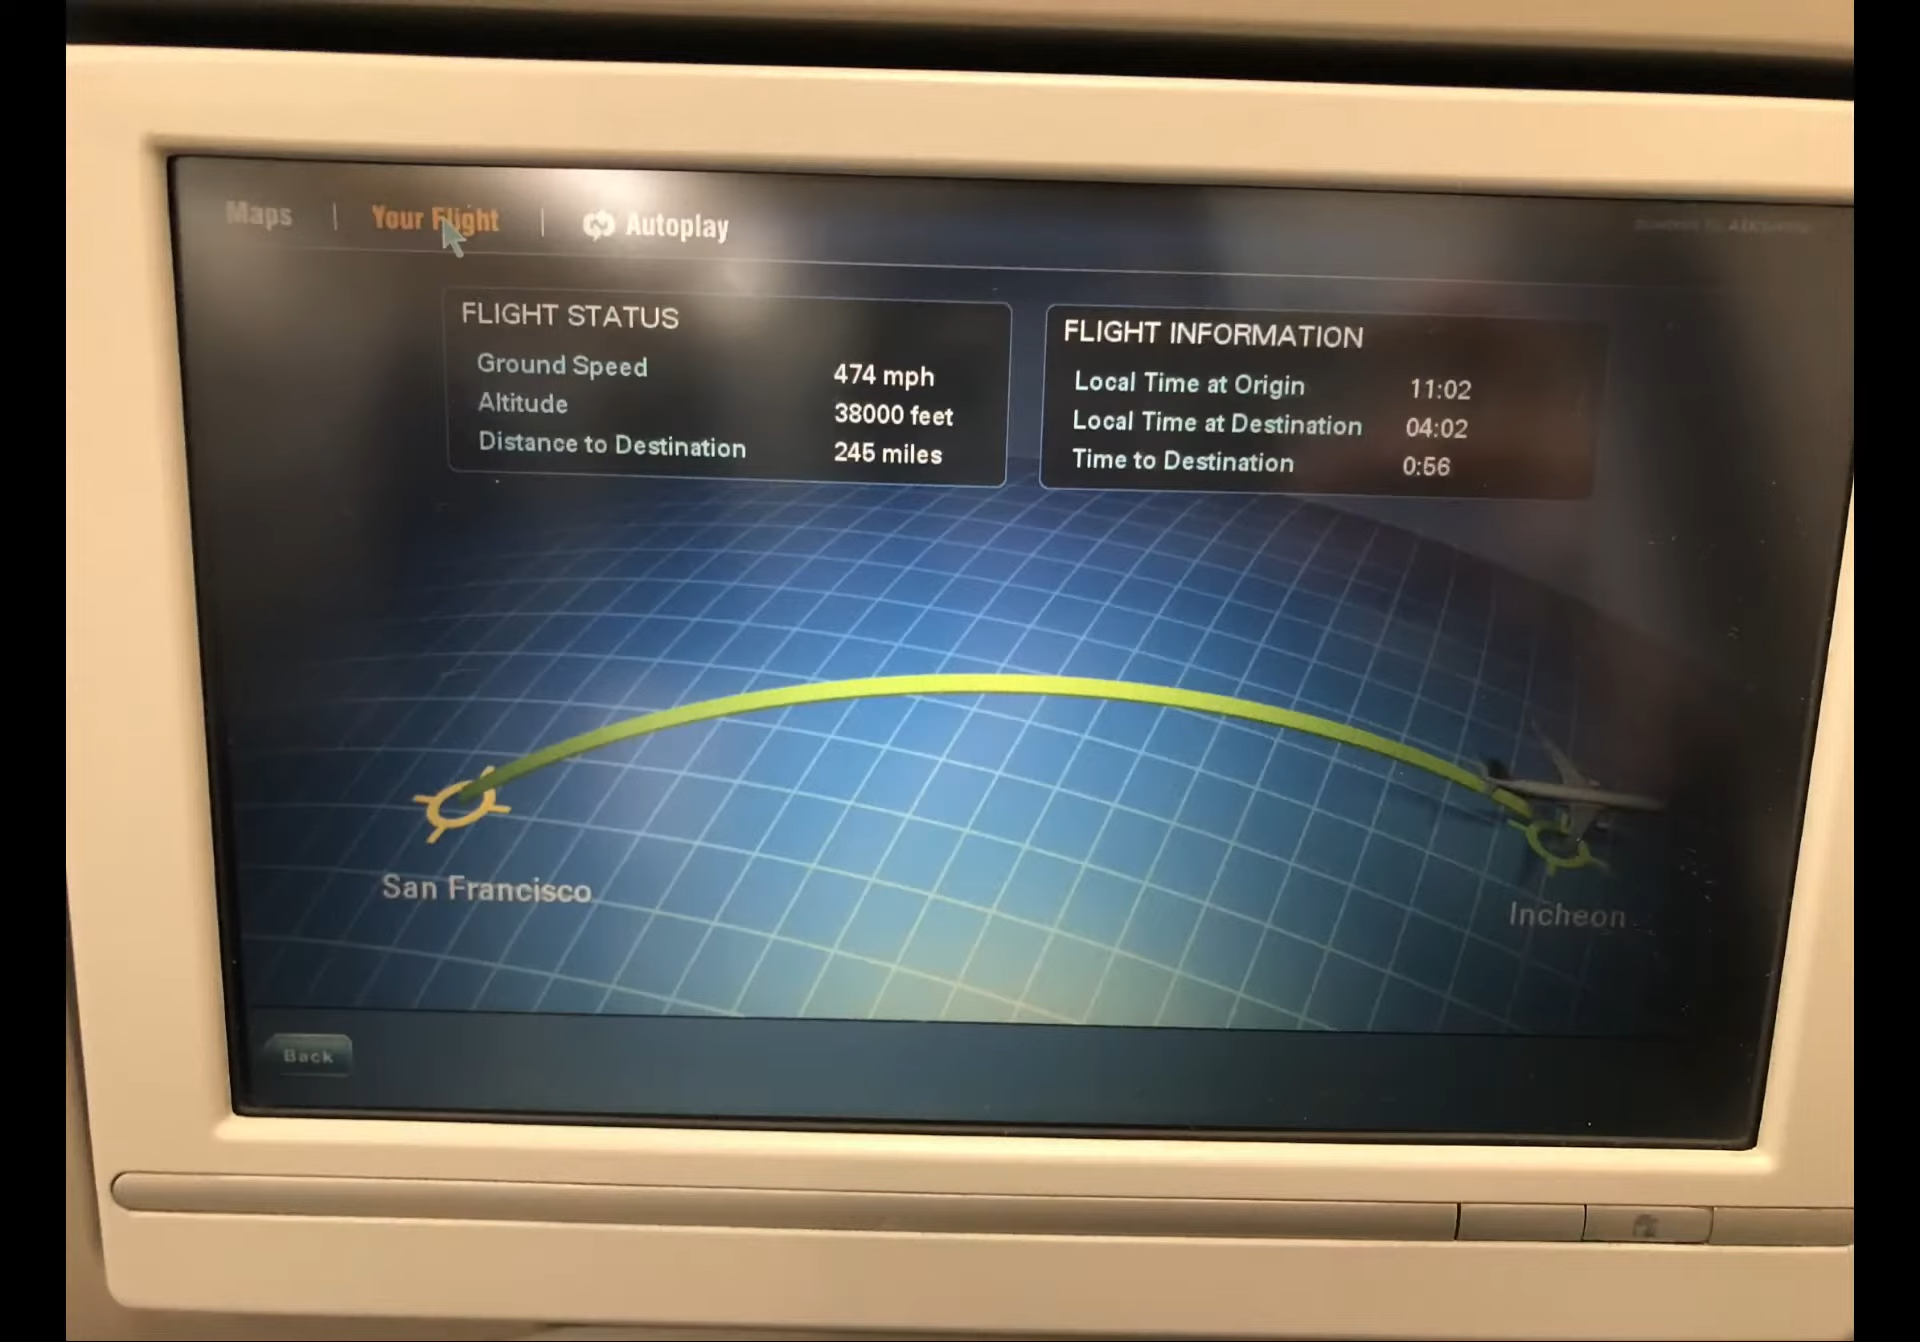 Maps | Your Flight | Autoplay
FLIGHT STATUS
Ground Speed 474 mph
Altitude 38000 feet
Distance to Destination 245 miles
FLIGHT INFORMATION
Local Time at Origin 11:02
Local Time at Destination 04:02
Time to Destination 0:56
San Francisco
Incheon
Back